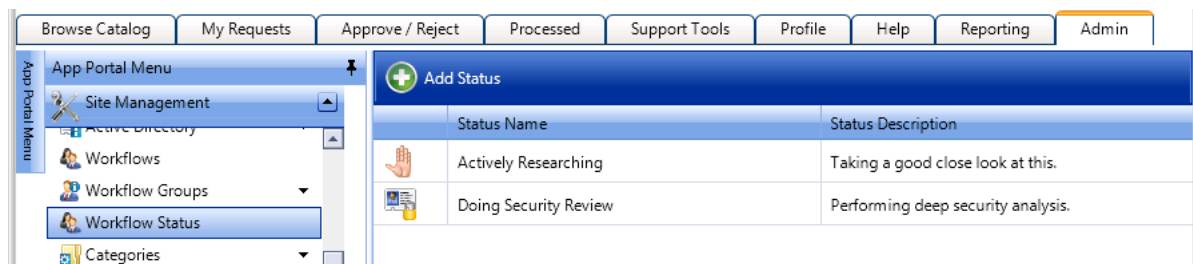 Browse Catalog My Requests Approve / Reject Processed Support Tools Profile Help Reporting Admin
App Portal Menu
App Portal Menu
Site Management
Active Directory
Workflows
Workflow Groups
Workflow Status
Categories
Add Status
Status Name Status Description
Actively Researching Taking a good close look at this.
Doing Security Review Performing deep security analysis.